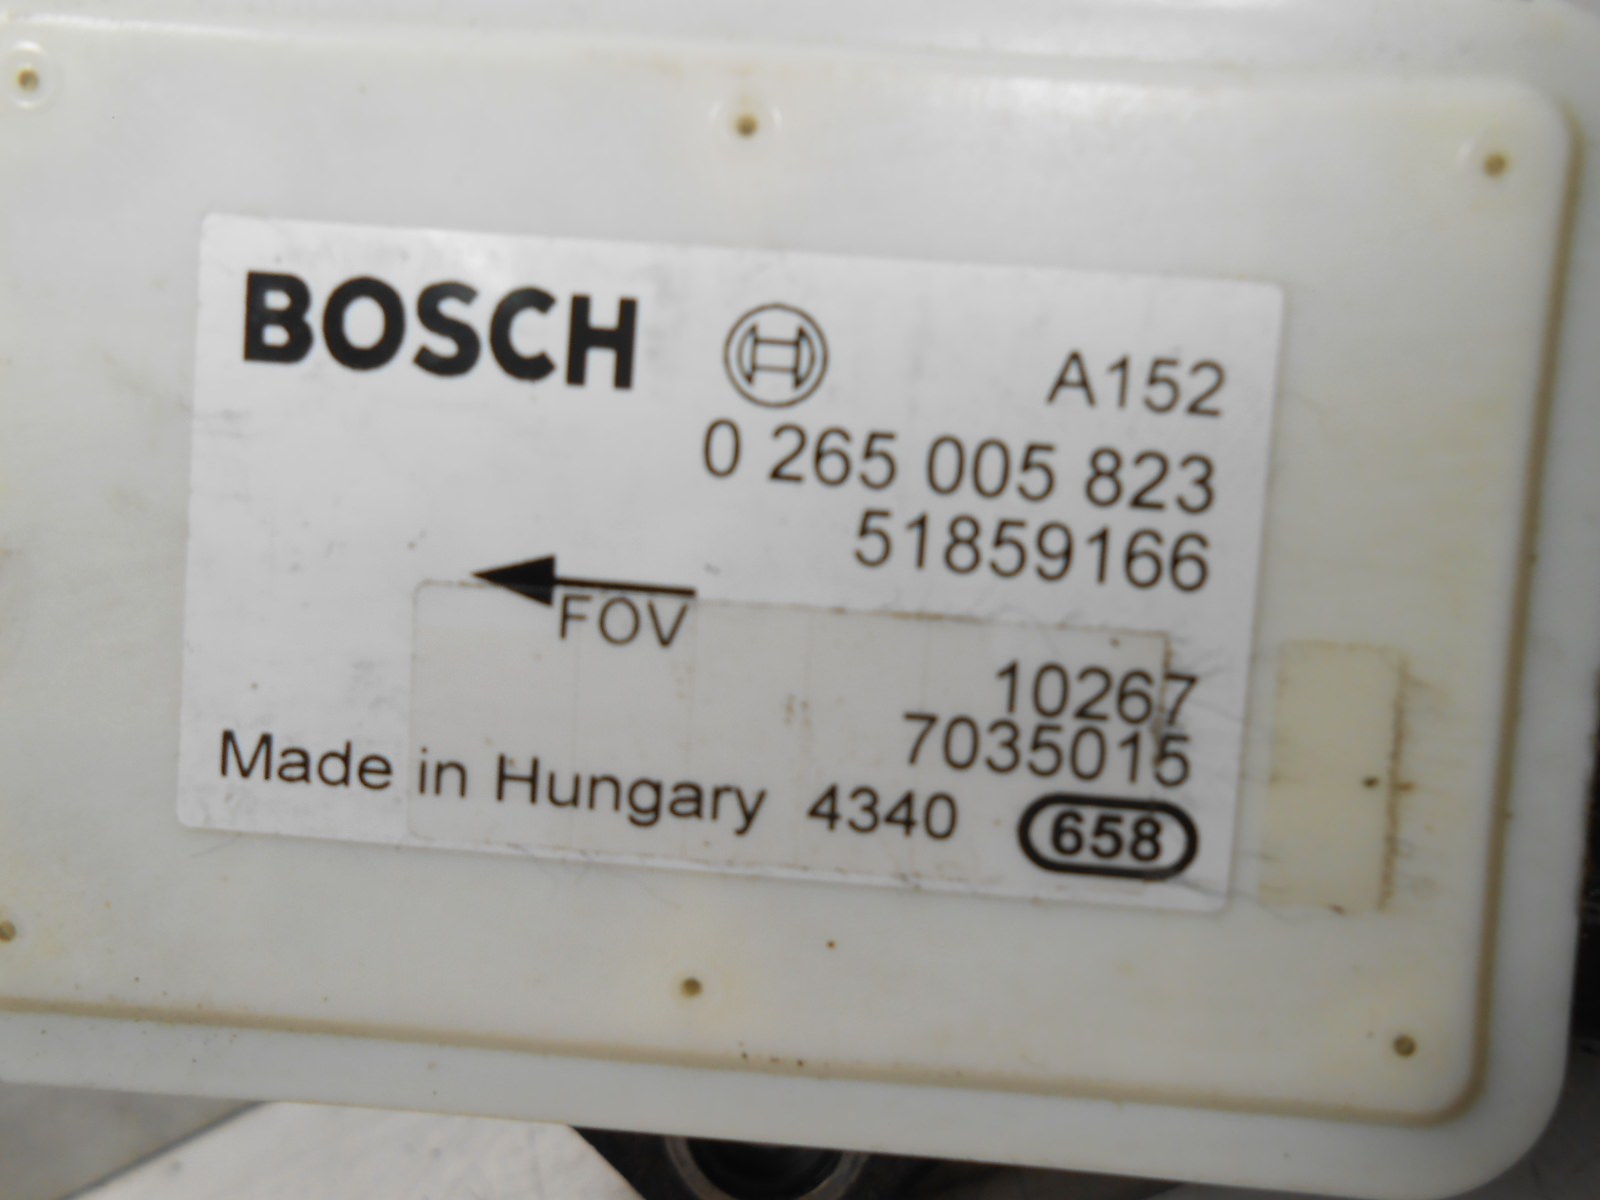 BOSCH
A152
0 265 005 823
51859166
FOV
10267
7035015
Made in Hungary 4340 658